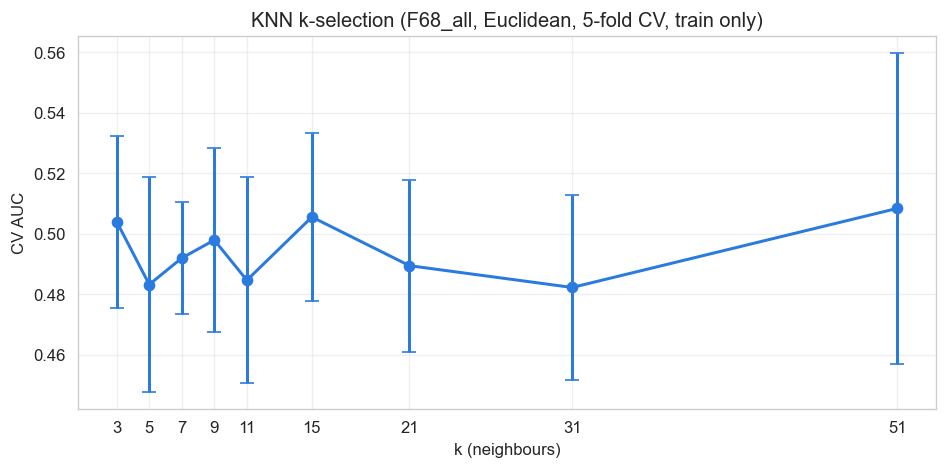 KNN k-selection (F68_all, Euclidean, 5-fold CV, train only)
CV AUC
0.56
0.54
0.52
0.50
0.48
0.46
3 5 7 9 11 15 21 31 51
k (neighbours)